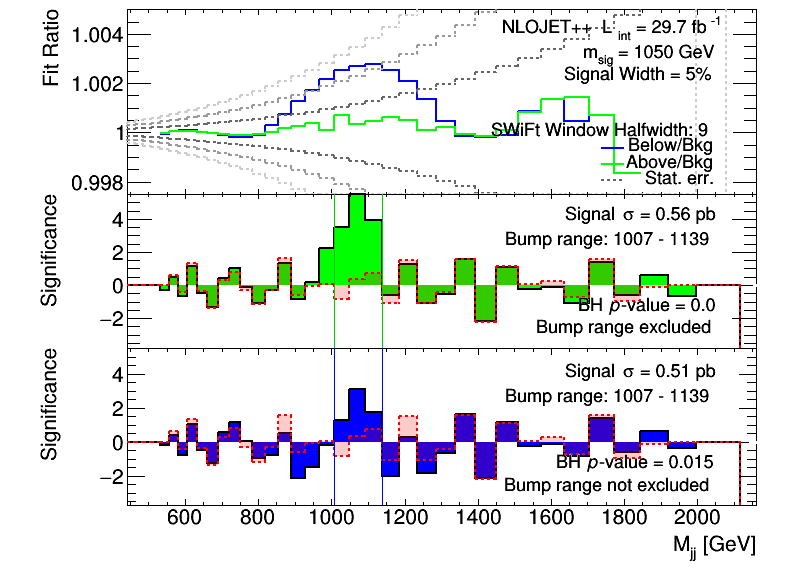 Fit Ratio
1.004
1.002
1
0.998
NLOJET++ L int = 29.7 fb -1
m sig = 1050 GeV
Signal Width = 5%
SWiFt Window Halfwidth: 9
Below/Bkg
Above/Bkg
Stat. err.
Significance
4
2
0
−2
Signal σ = 0.56 pb
Bump range: 1007 - 1139
BH p-value = 0.0
Bump range excluded
Significance
4
2
0
−2
Signal σ = 0.51 pb
Bump range: 1007 - 1139
BH p-value = 0.015
Bump range not excluded
600 800 1000 1200 1400 1600 1800 2000
M jj [GeV]